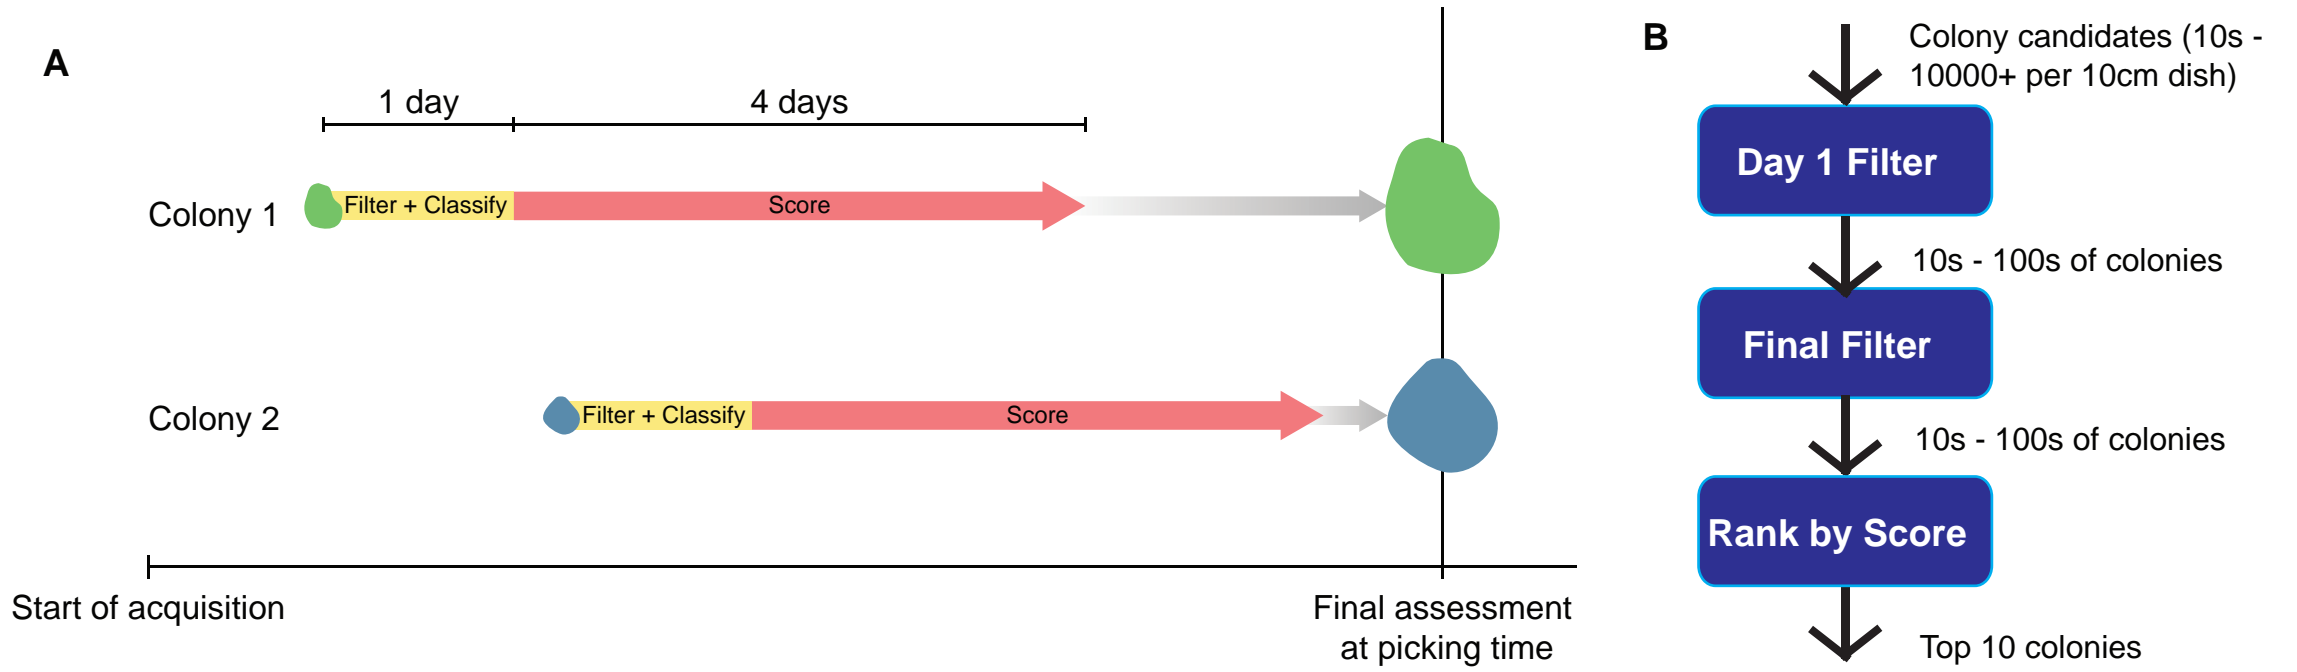 A
1 day
4 days
Colony 1
Filter + Classify
Score
Colony 2
Filter + Classify
Score
Start of acquisition
Final assessment
at picking time
B
Colony candidates (10s -
10000+ per 10cm dish)
Day 1 Filter
10s - 100s of colonies
Final Filter
10s - 100s of colonies
Rank by Score
Top 10 colonies